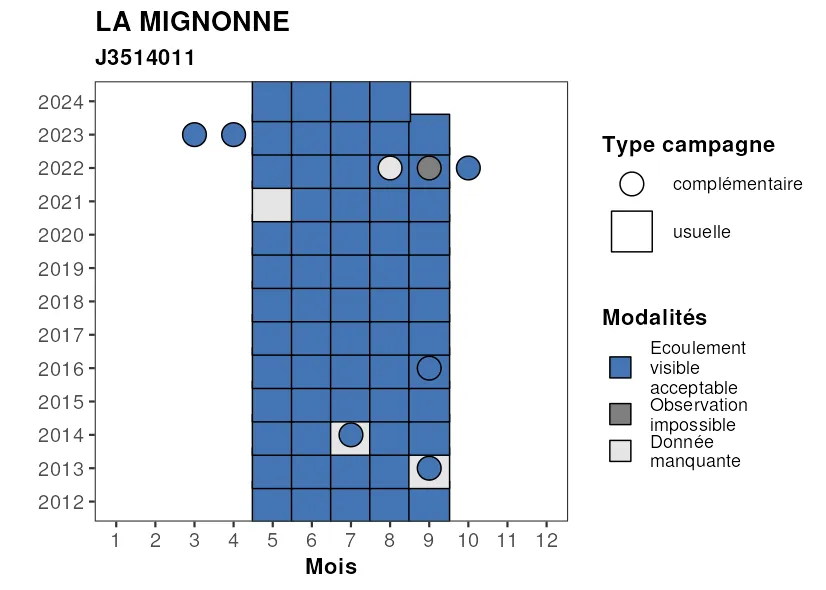 LA MIGNONNE
J3514011
2024
2023
2022
2021
2020
2019
2018
2017
2016
2015
2014
2013
2012
1 2 3 4 5 6 7 8 9 10 11 12
Mois
Type campagne
complémentaire
usuelle
Modalités
Ecoulement
visible
acceptable
Observation
impossible
Donnée
manquante